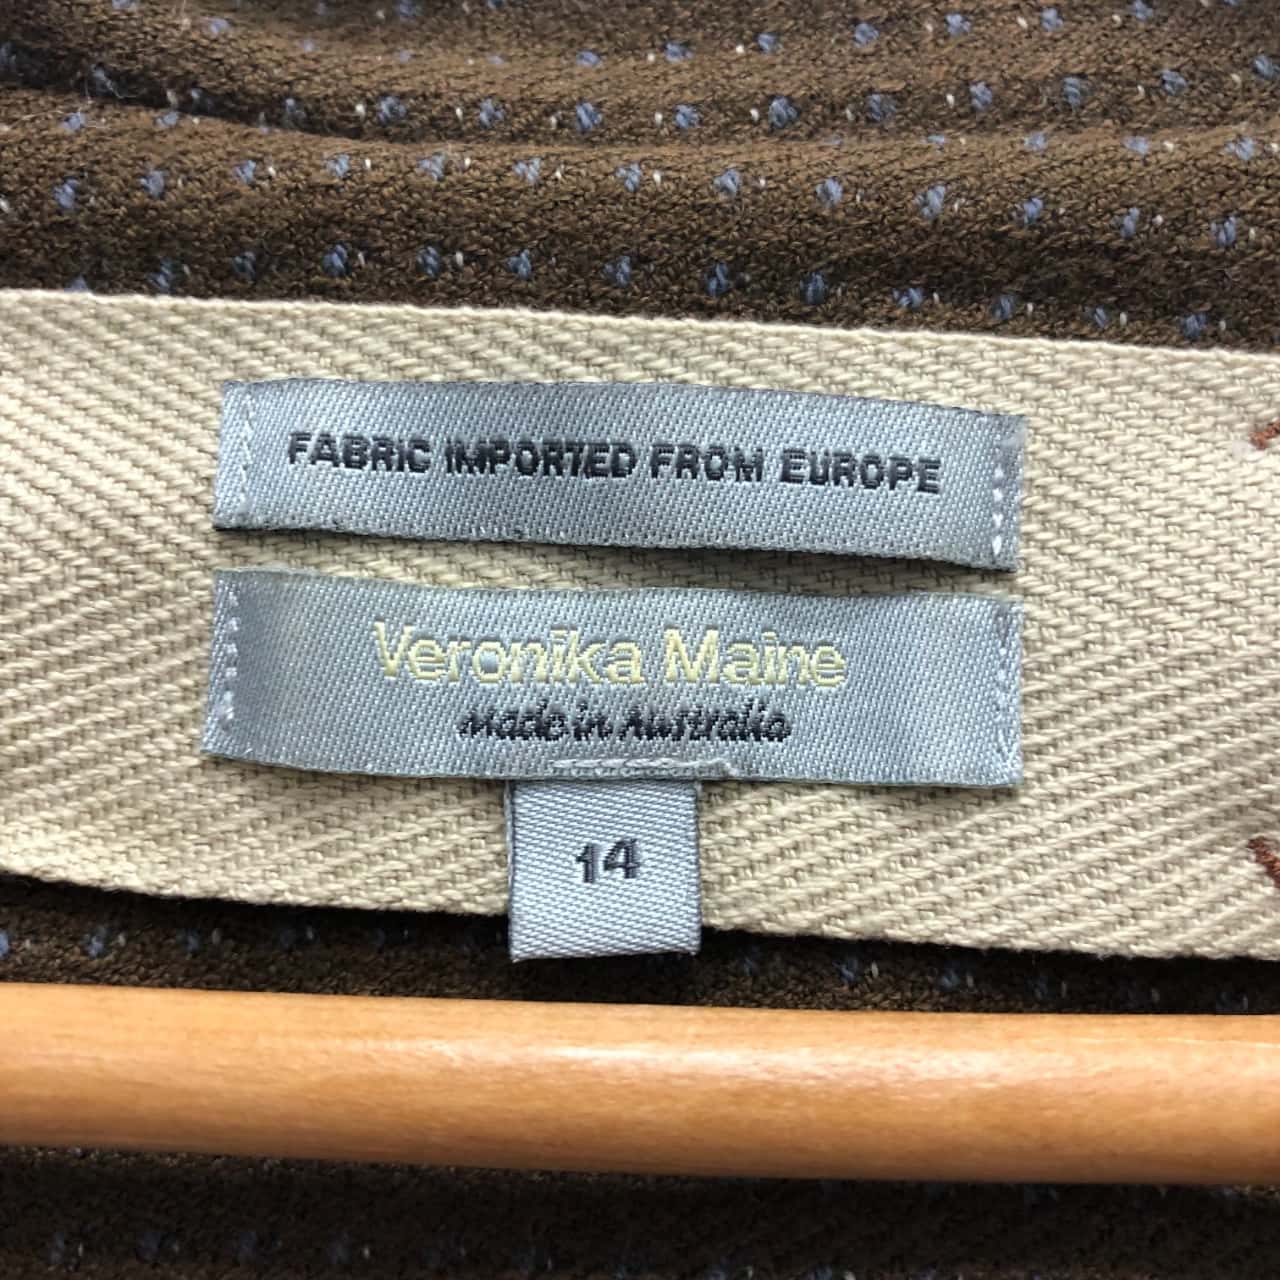 FABRIC IMPORTED FROM EUROPE
Veronika Maine
Made in Australia
14